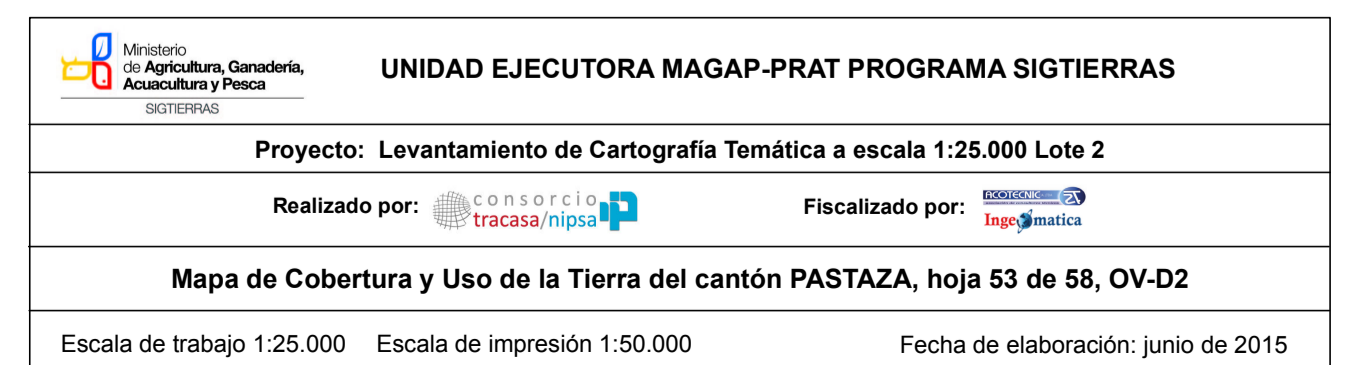 Ministerio
de Agricultura, Ganadería,
Acuacultura y Pesca
SIGTIERRAS
UNIDAD EJECUTORA MAGAP-PRAT PROGRAMA SIGTIERRAS
Proyecto: Levantamiento de Cartografía Temática a escala 1:25.000 Lote 2
Realizado por:
consorcio
tracasa/nipsa
Fiscalizado por:
ACOTECNIC
Ingeomatica
Mapa de Cobertura y Uso de la Tierra del cantón PASTAZA, hoja 53 de 58, OV-D2
Escala de trabajo 1:25.000 Escala de impresión 1:50.000 Fecha de elaboración: junio de 2015